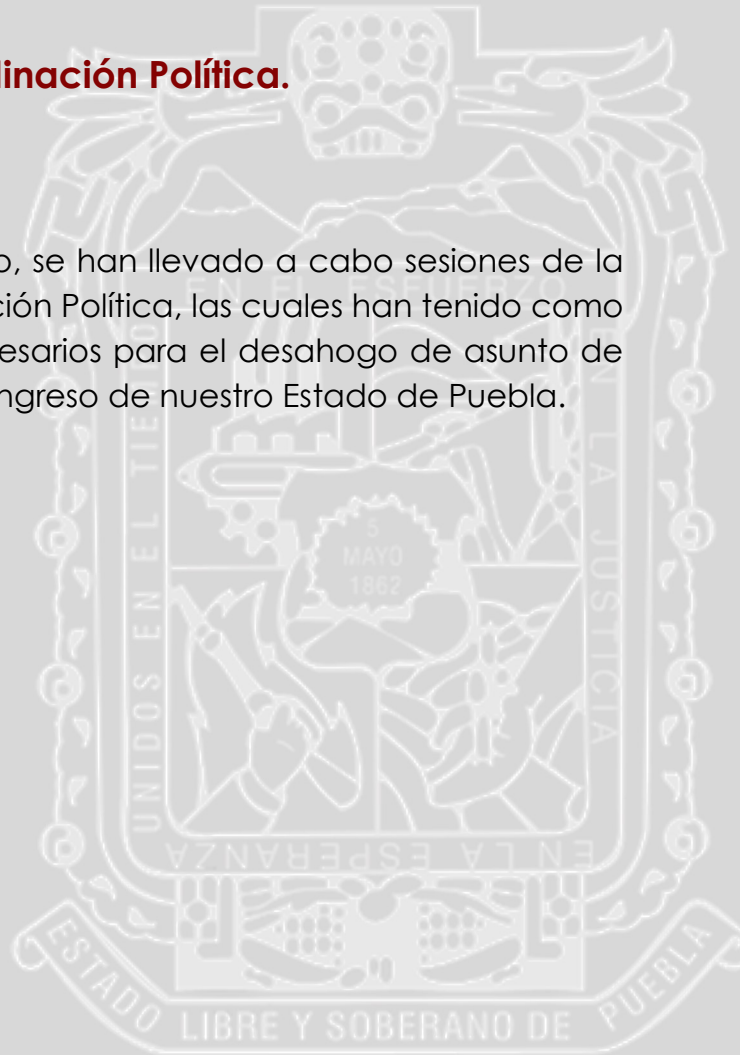 linación Política.
o, se han llevado a cabo sesiones de la
ción Política, las cuales han tenido como
esarios para el desahogo de asunto de
ngreso de nuestro Estado de Puebla.
EN EL ESFUERZO
EN LA JUSTICIA
UNIDOS EN EL TIEMPO
5
MAYO
1862
EN LA ESPERANZA
ESTADO LIBRE Y SOBERANO DE PUEBLA